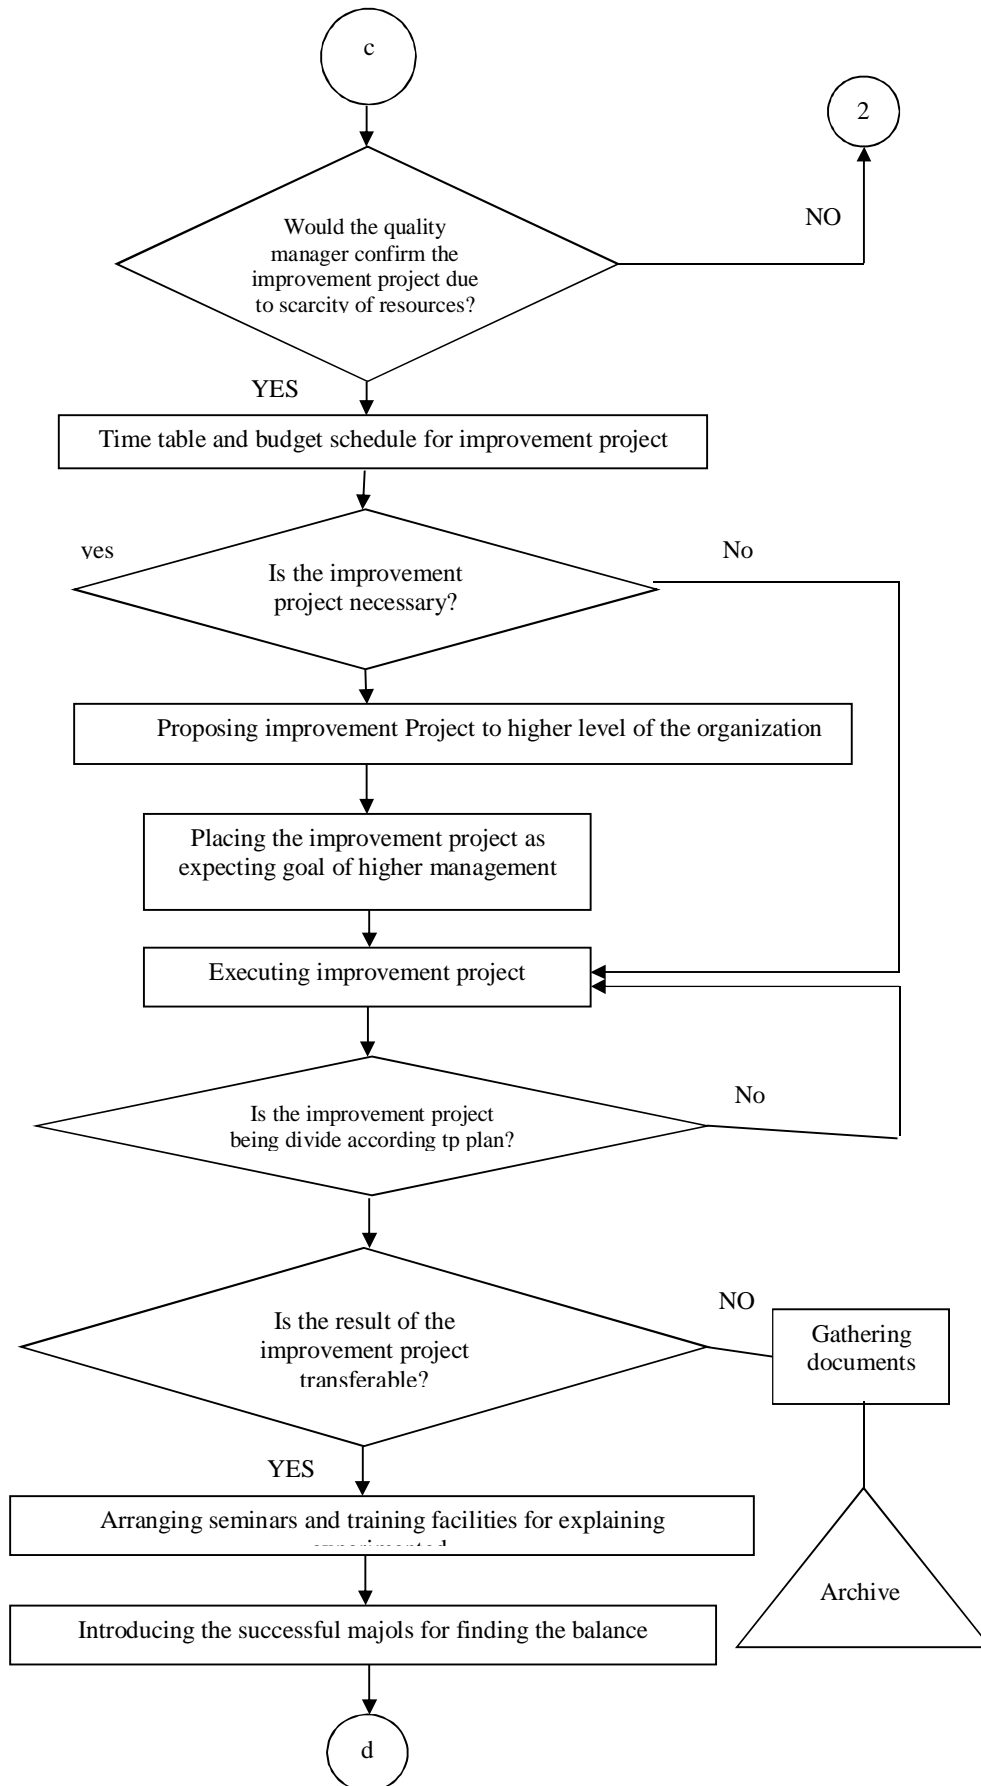 c
2
NO
Would the quality
manager confirm the
improvement project due
to scarcity of resources?
YES
Time table and budget schedule for improvement project
yes
No
Is the improvement
project necessary?
Proposing improvement Project to higher level of the organization
Placing the improvement project as
expecting goal of higher management
Executing improvement project
No
Is the improvement project
being divide according tp plan?
NO
Is the result of the
improvement project
transferable?
Gathering
documents
YES
Arranging seminars and training facilities for explaining
experimented
Archive
Introducing the successful majols for finding the balance
d